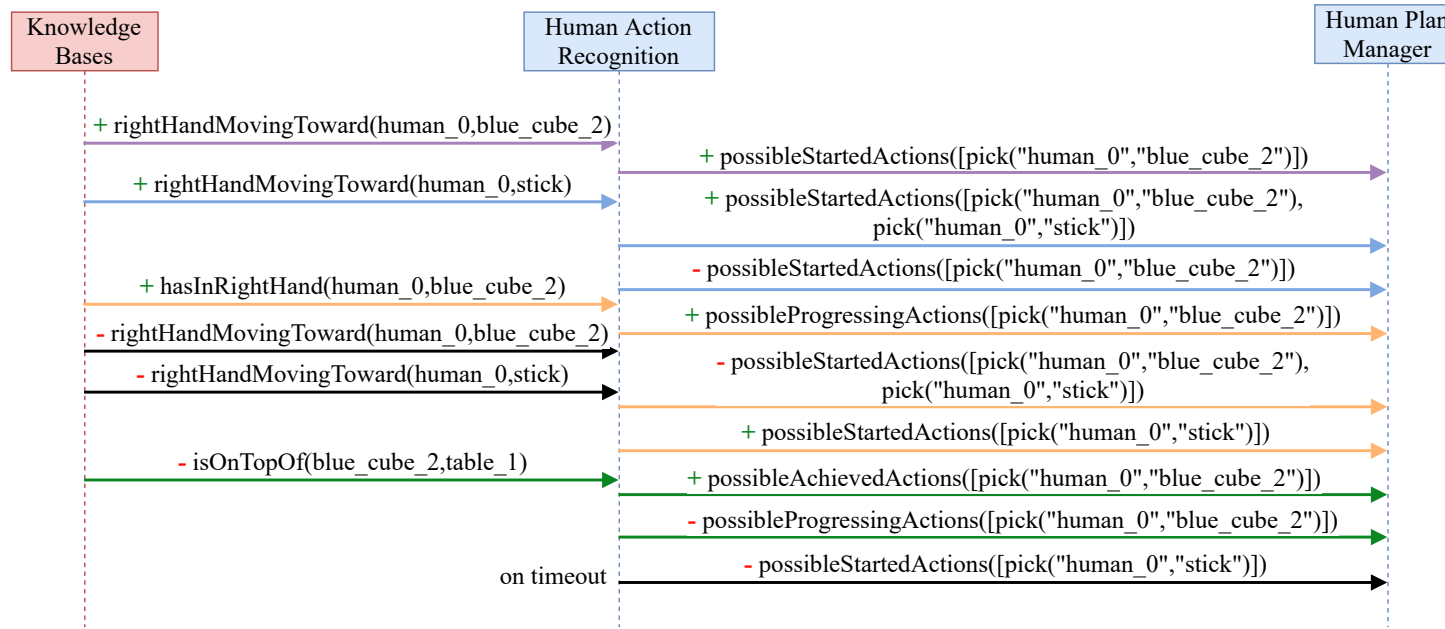 Knowledge
Bases
Human Action
Recognition
Human Plan
Manager
+ rightHandMovingToward(human_0,blue_cube_2)
+ possibleStartedActions([pick("human_0","blue_cube_2")])
+ rightHandMovingToward(human_0,stick)
+ possibleStartedActions([pick("human_0","blue_cube_2"),
pick("human_0","stick")])
- possibleStartedActions([pick("human_0","blue_cube_2")])
+ hasInRightHand(human_0,blue_cube_2)
+ possibleProgressingActions([pick("human_0","blue_cube_2")])
- rightHandMovingToward(human_0,blue_cube_2)
- possibleStartedActions([pick("human_0","blue_cube_2"),
pick("human_0","stick")])
- rightHandMovingToward(human_0,stick)
+ possibleStartedActions([pick("human_0","stick")])
- isOnTopOf(blue_cube_2,table_1)
+ possibleAchievedActions([pick("human_0","blue_cube_2")])
- possibleProgressingActions([pick("human_0","blue_cube_2")])
- possibleStartedActions([pick("human_0","stick")])
on timeout